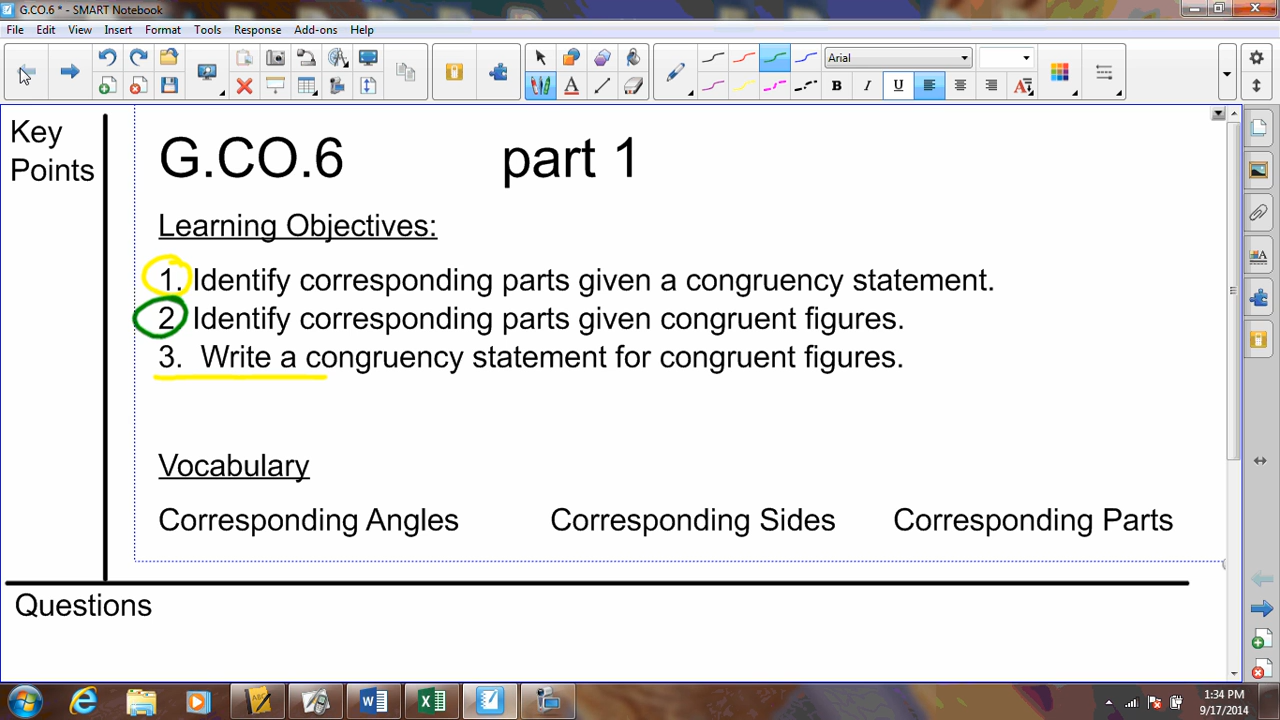 G.CO.6 * - SMART Notebook
File Edit View Insert Format Tools Response Add-ons Help
Arial
B I U
Key
Points
G.CO.6 part 1
Learning Objectives:
1. Identify corresponding parts given a congruency statement.
2. Identify corresponding parts given congruent figures.
3. Write a congruency statement for congruent figures.
Vocabulary
Corresponding Angles Corresponding Sides Corresponding Parts
Questions
1:34 PM
9/17/2014